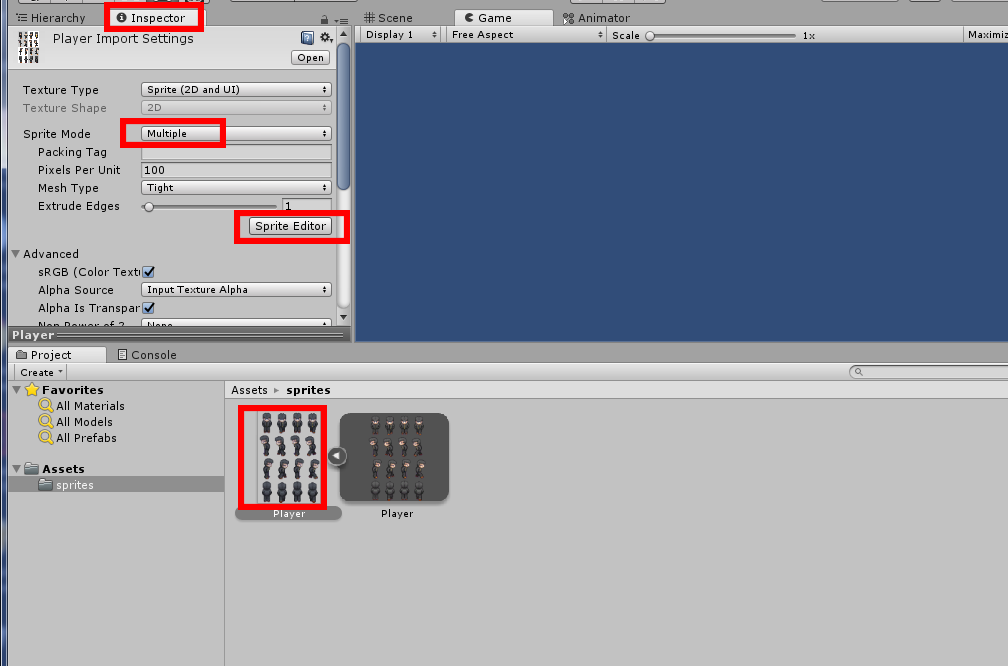 Hierarchy Inspector Scene Game Animator
Player Import Settings
Display 1 Free Aspect Scale 1x Maximiz
Open
Texture Type Sprite (2D and UI)
Texture Shape 2D
Sprite Mode Multiple
Packing Tag
Pixels Per Unit 100
Mesh Type Tight
Extrude Edges 1
Sprite Editor
Advanced
sRGB (Color Text
Alpha Source Input Texture Alpha
Alpha Is Transpar
Non Power of 2 None
Player
Project Console
Create
Favorites Assets ▸ sprites
All Materials
All Models
All Prefabs
Assets
sprites
Player Player